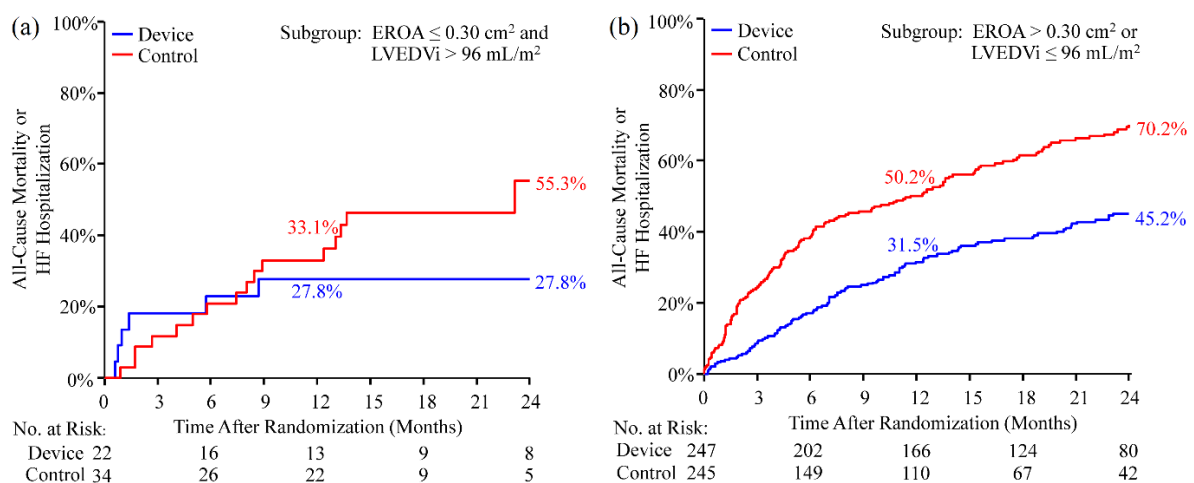 (a)
Device
Control
Subgroup: EROA ≤ 0.30 cm² and
LVEDVi > 96 mL/m²
All-Cause Mortality or
HF Hospitalization
100%
80%
60%
40%
20%
0%
55.3%
33.1%
27.8%
27.8%
0 3 6 9 12 15 18 21 24
Time After Randomization (Months)
No. at Risk:
Device 22 16 13 9 8
Control 34 26 22 9 5
(b)
Device
Control
Subgroup: EROA > 0.30 cm² or
LVEDVi ≤ 96 mL/m²
All-Cause Mortality or
HF Hospitalization
100%
80%
60%
40%
20%
0%
70.2%
50.2%
45.2%
31.5%
0 3 6 9 12 15 18 21 24
Time After Randomization (Months)
No. at Risk:
Device 247 202 166 124 80
Control 245 149 110 67 42